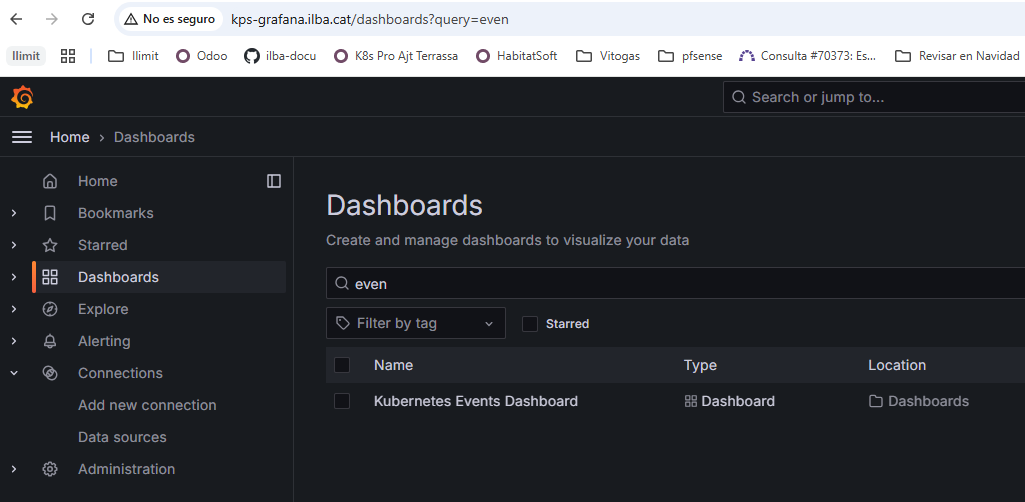 No es seguro kps-grafana.ilba.cat/dashboards?query=even
llimit llimit Odoo ilba-docu K8s Pro Ajt Terrassa HabitatSoft Vitogas pfsense Consulta #70373: Es... Revisar en Navidad
Search or jump to...
Home › Dashboards
Home
Bookmarks
Starred
Dashboards
Explore
Alerting
Connections
Add new connection
Data sources
Administration
Dashboards
Create and manage dashboards to visualize your data
even
Filter by tag Starred
Name Type Location
Kubernetes Events Dashboard Dashboard Dashboards